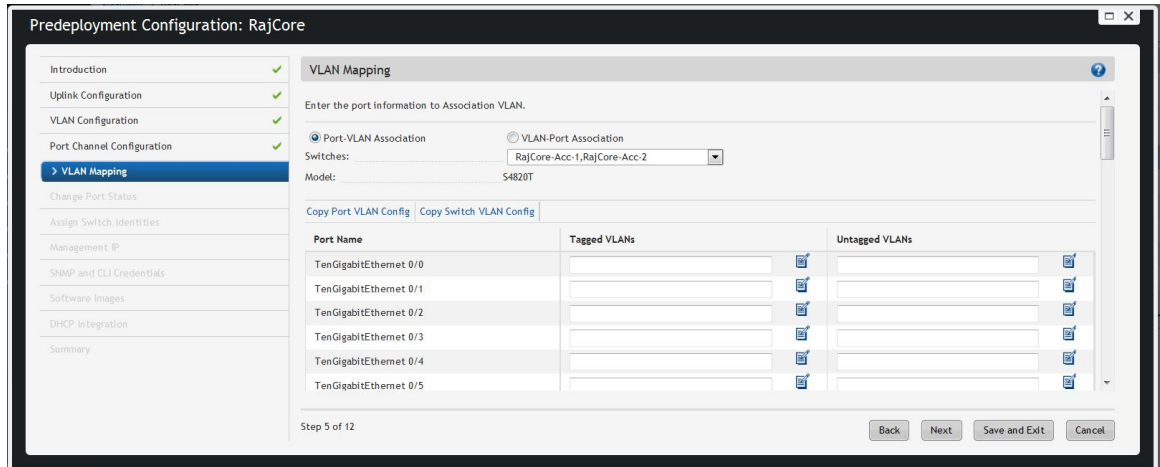 Predeployment Configuration: RajCore
Introduction
Uplink Configuration
VLAN Configuration
Port Channel Configuration
> VLAN Mapping
Change Port Status
Assign Switch Identities
Management IP
SNMP and CLI Credentials
Software Images
DHCP Integration
Summary
VLAN Mapping
Enter the port information to Association VLAN.
Port-VLAN Association VLAN-Port Association
Switches: RajCore-Acc-1,RajCore-Acc-2
Model: S4820T
Copy Port VLAN Config Copy Switch VLAN Config
Port Name Tagged VLANs Untagged VLANs
TenGigabitEthernet 0/0
TenGigabitEthernet 0/1
TenGigabitEthernet 0/2
TenGigabitEthernet 0/3
TenGigabitEthernet 0/4
TenGigabitEthernet 0/5
Step 5 of 12
Back Next Save and Exit Cancel